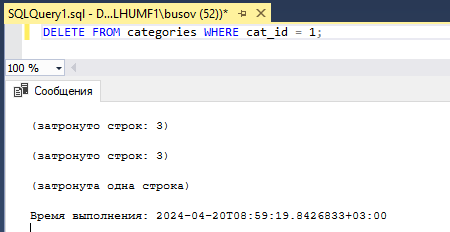 SQLQuery1.sql - D...LHUMF1\busov (52))*
DELETE FROM categories WHERE cat_id = 1;
100 %
Сообщения
(затронуто строк: 3)
(затронуто строк: 3)
(затронута одна строка)
Время выполнения: 2024-04-20T08:59:19.8426833+03:00